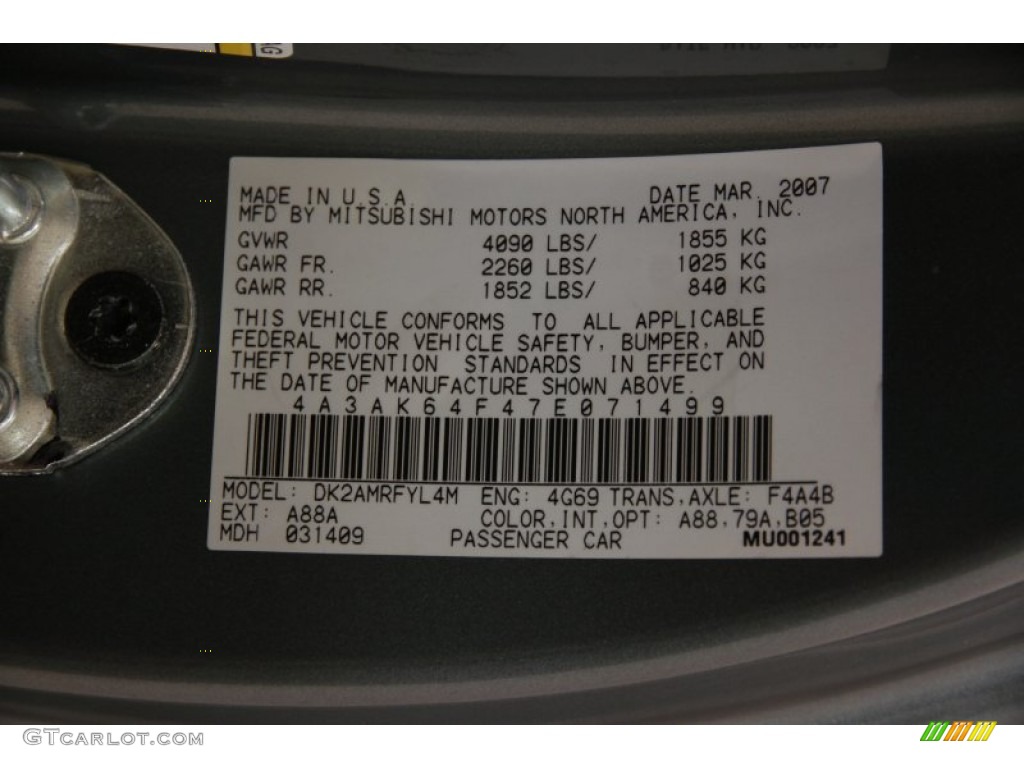 AG
MADE IN U.S.A. DATE MAR. 2007
MFD BY MITSUBISHI MOTORS NORTH AMERICA, INC.
GVWR 4090 LBS/ 1855 KG
GAWR FR. 2260 LBS/ 1025 KG
GAWR RR. 1852 LBS/ 840 KG
THIS VEHICLE CONFORMS TO ALL APPLICABLE
FEDERAL MOTOR VEHICLE SAFETY, BUMPER, AND
THEFT PREVENTION STANDARDS IN EFFECT ON
THE DATE OF MANUFACTURE SHOWN ABOVE.
4A3AK64F47E071499
MODEL: DK2AMRFYL4M ENG: 4G69 TRANS,AXLE: F4A4B
EXT: A88A COLOR,INT,OPT: A88,79A,B05
MDH 031409 PASSENGER CAR MU001241
GTCarLot.com